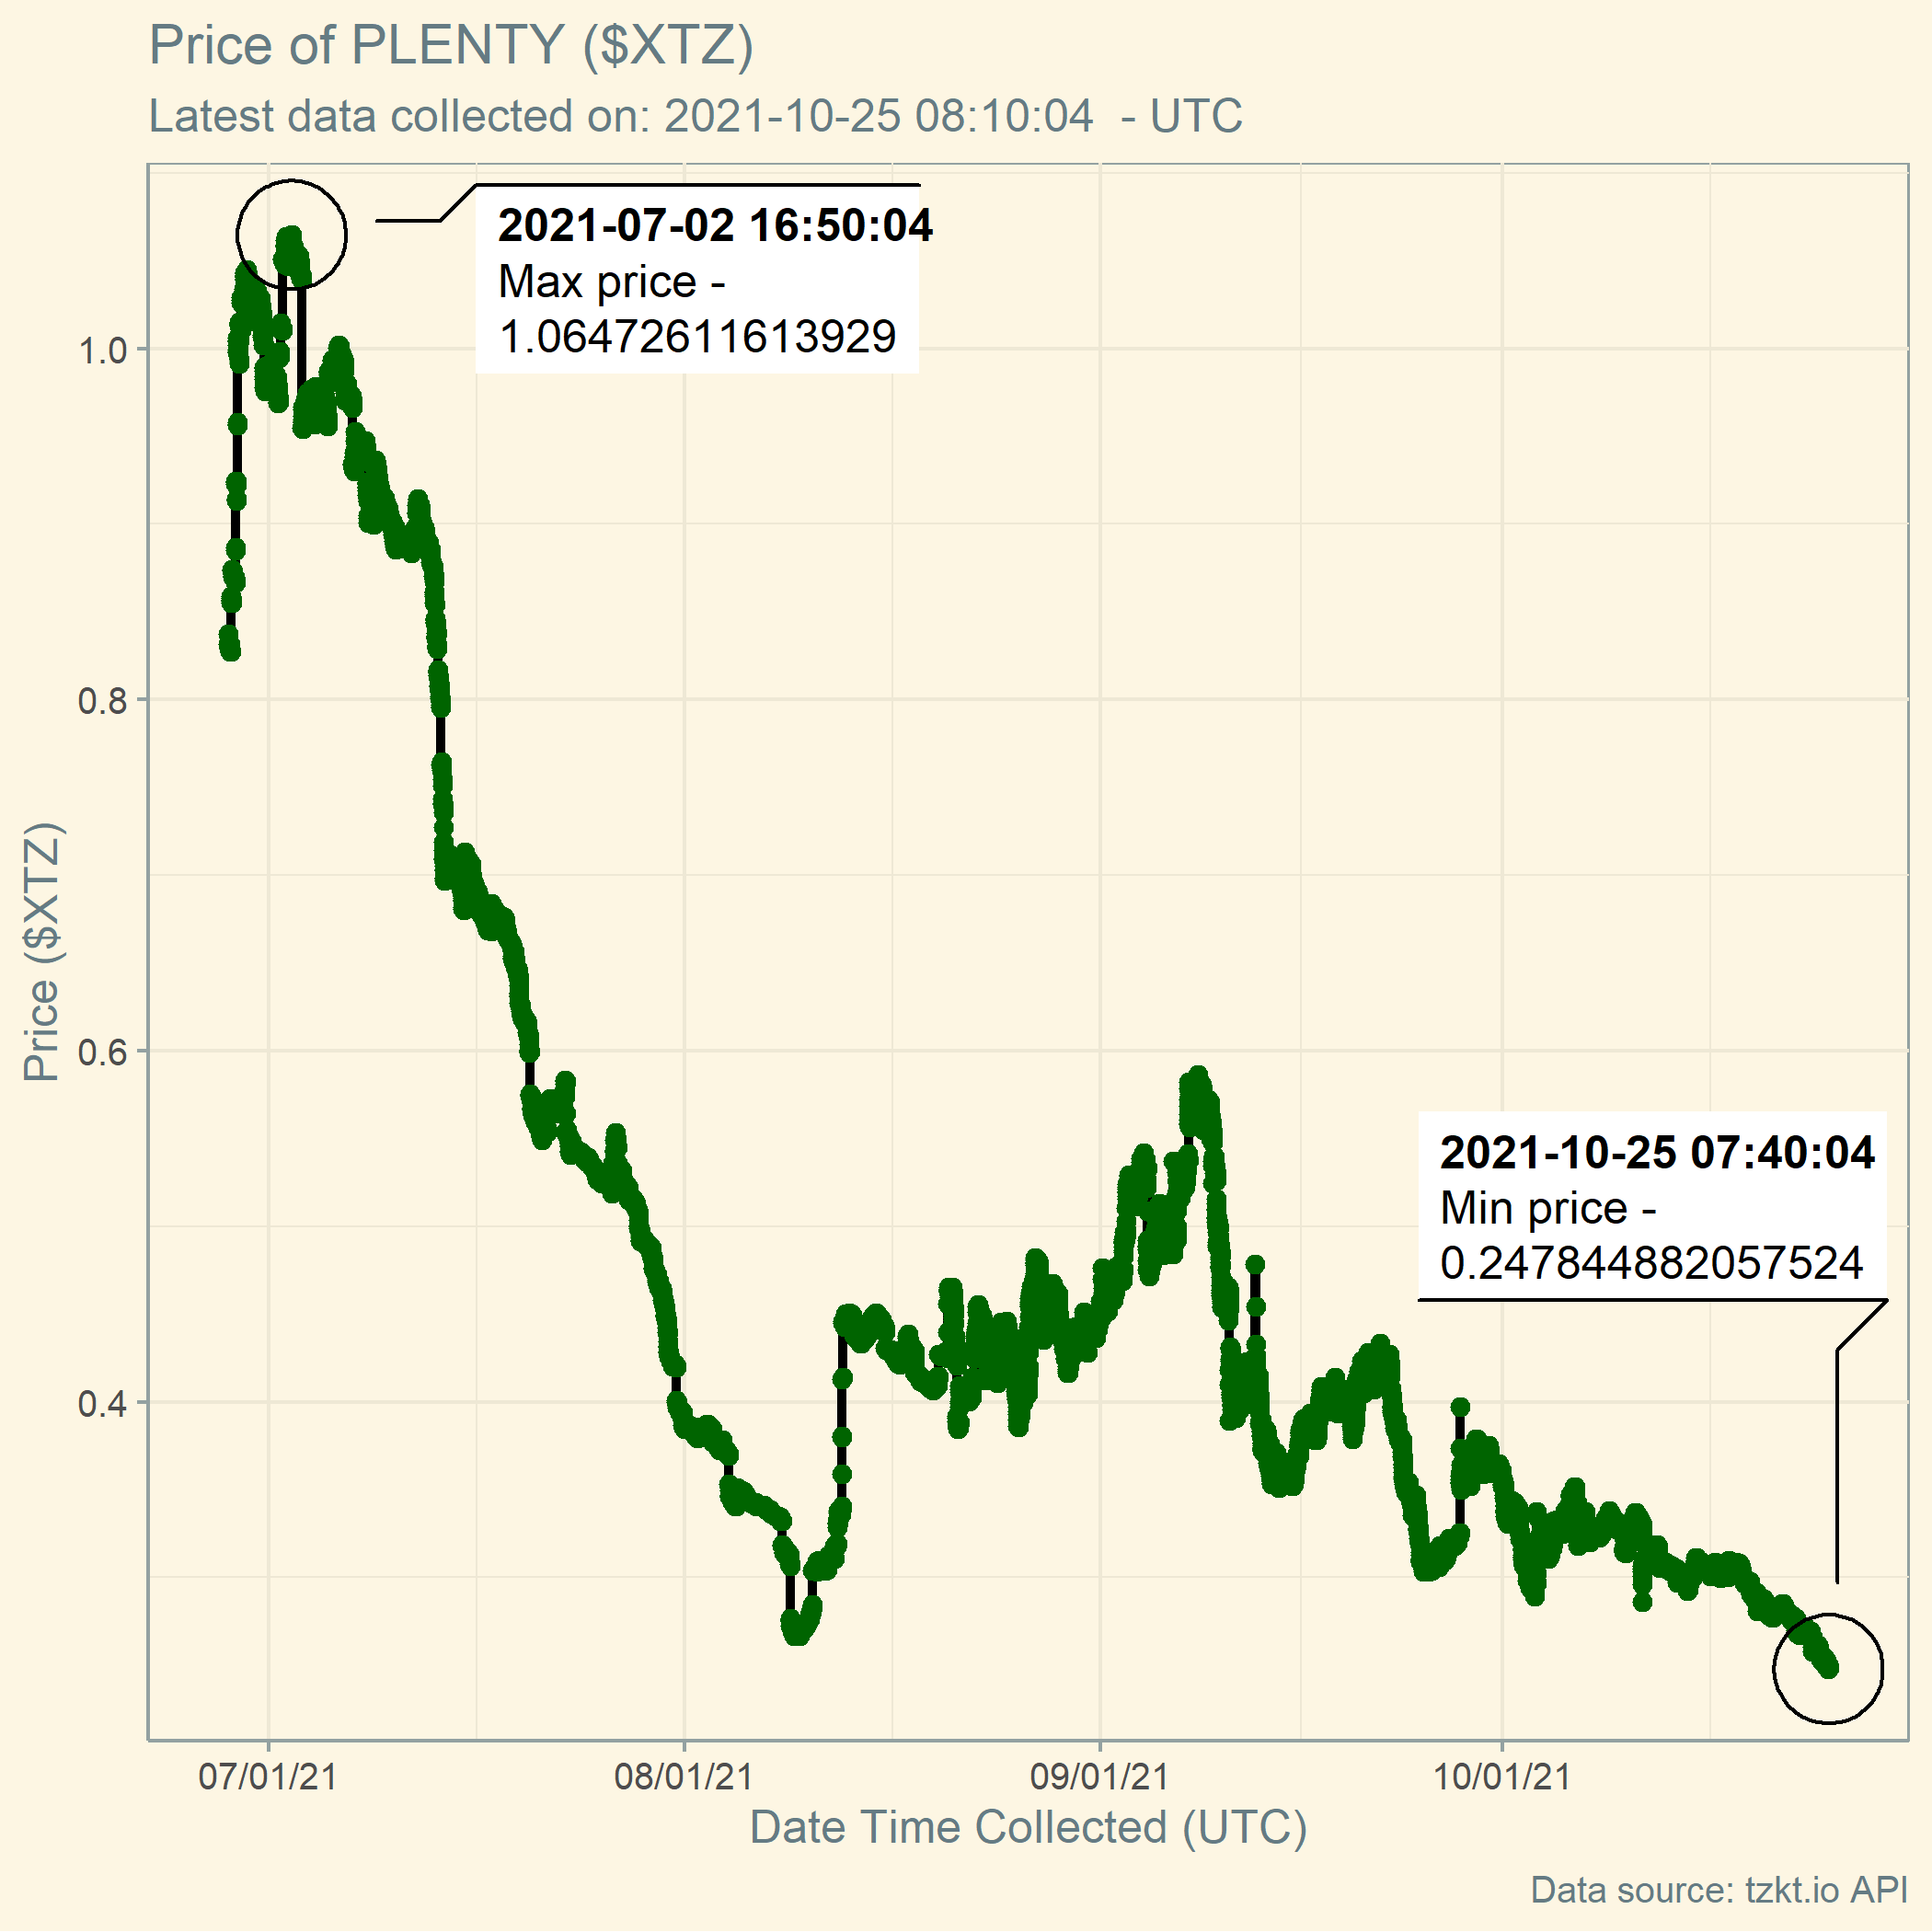 Price of PLENTY ($XTZ)
Latest data collected on: 2021-10-25 08:10:04  - UTC
2021-07-02 16:50:04
Max price -
1.06472611613929
1.0
0.8
0.6
0.4
Price ($XTZ)
2021-10-25 07:40:04
Min price -
0.247844882057524
07/01/21
08/01/21
09/01/21
10/01/21
Date Time Collected (UTC)
Data source: tzkt.io API